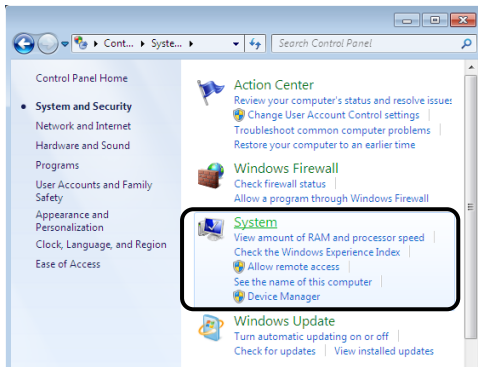 Cont... Syste...
Search Control Panel
Control Panel Home
System and Security
Network and Internet
Hardware and Sound
Programs
User Accounts and Family
Safety
Appearance and
Personalization
Clock, Language, and Region
Ease of Access
Action Center
Review your computer's status and resolve issues
Change User Account Control settings
Troubleshoot common computer problems
Restore your computer to an earlier time
Windows Firewall
Check firewall status
Allow a program through Windows Firewall
System
View amount of RAM and processor speed
Check the Windows Experience Index
Allow remote access
See the name of this computer
Device Manager
Windows Update
Turn automatic updating on or off
Check for updates View installed updates